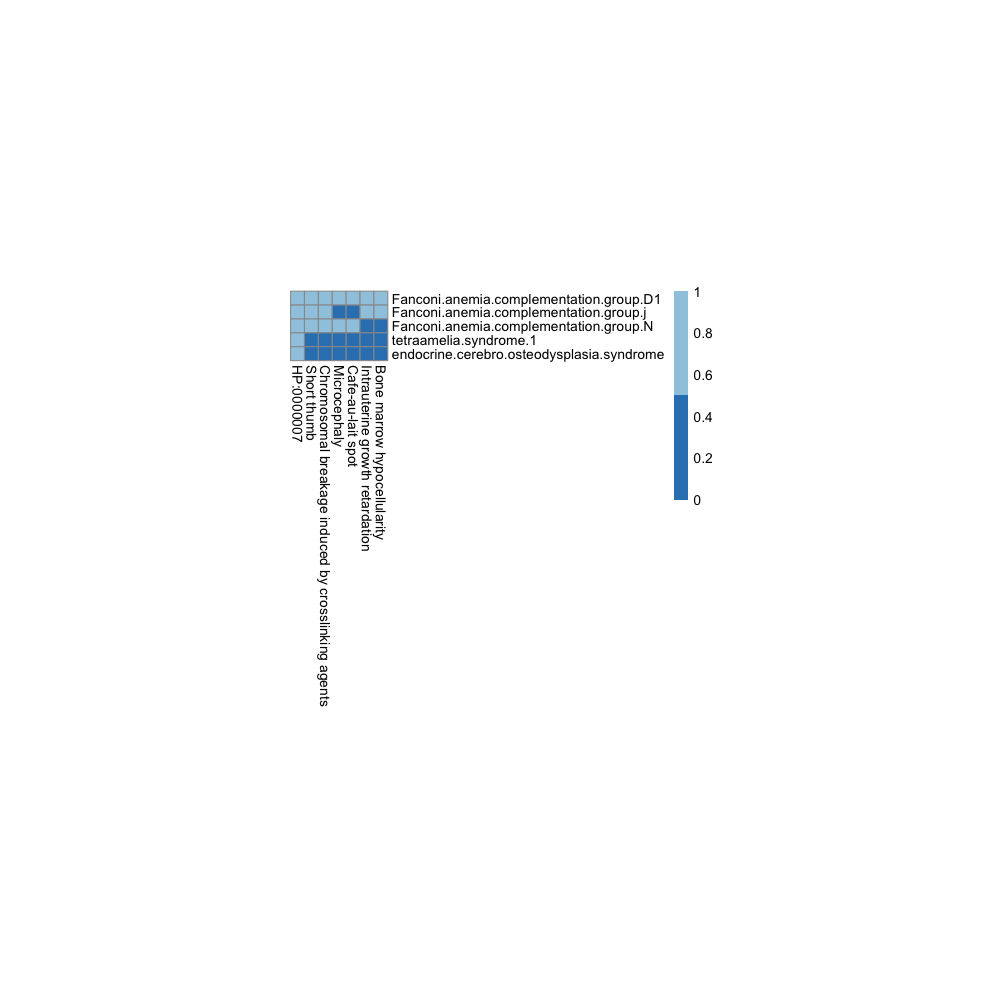 Fanconi.anemia.complementation.group.D1
Fanconi.anemia.complementation.group.j
Fanconi.anemia.complementation.group.N
tetraamelia.syndrome.1
endocrine.cerebro.osteodysplasia.syndrome
HP:0000007
Short thumb
Chromosomal breakage induced by crosslinking agents
Microcephaly
Cafe-au-lait spot
Intrauterine growth retardation
Bone marrow hypocellularity
1
0.8
0.6
0.4
0.2
0